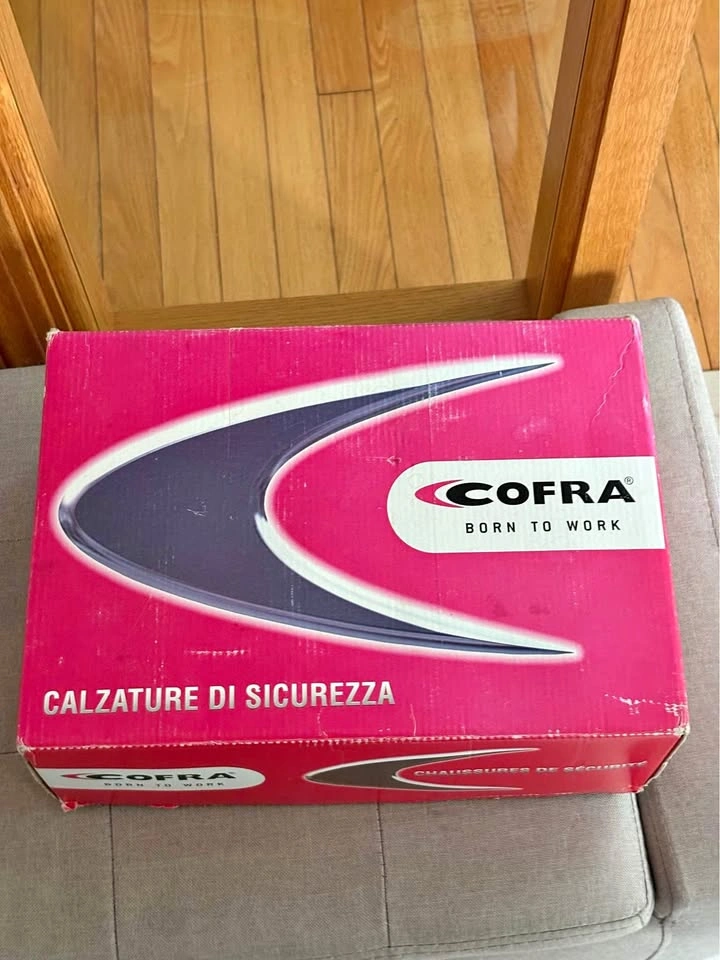 COFRA®
BORN TO WORK
CALZATURE DI SICUREZZA
COFRA
BORN TO WORK
CHAUSSURES DE SÉCURITÉ